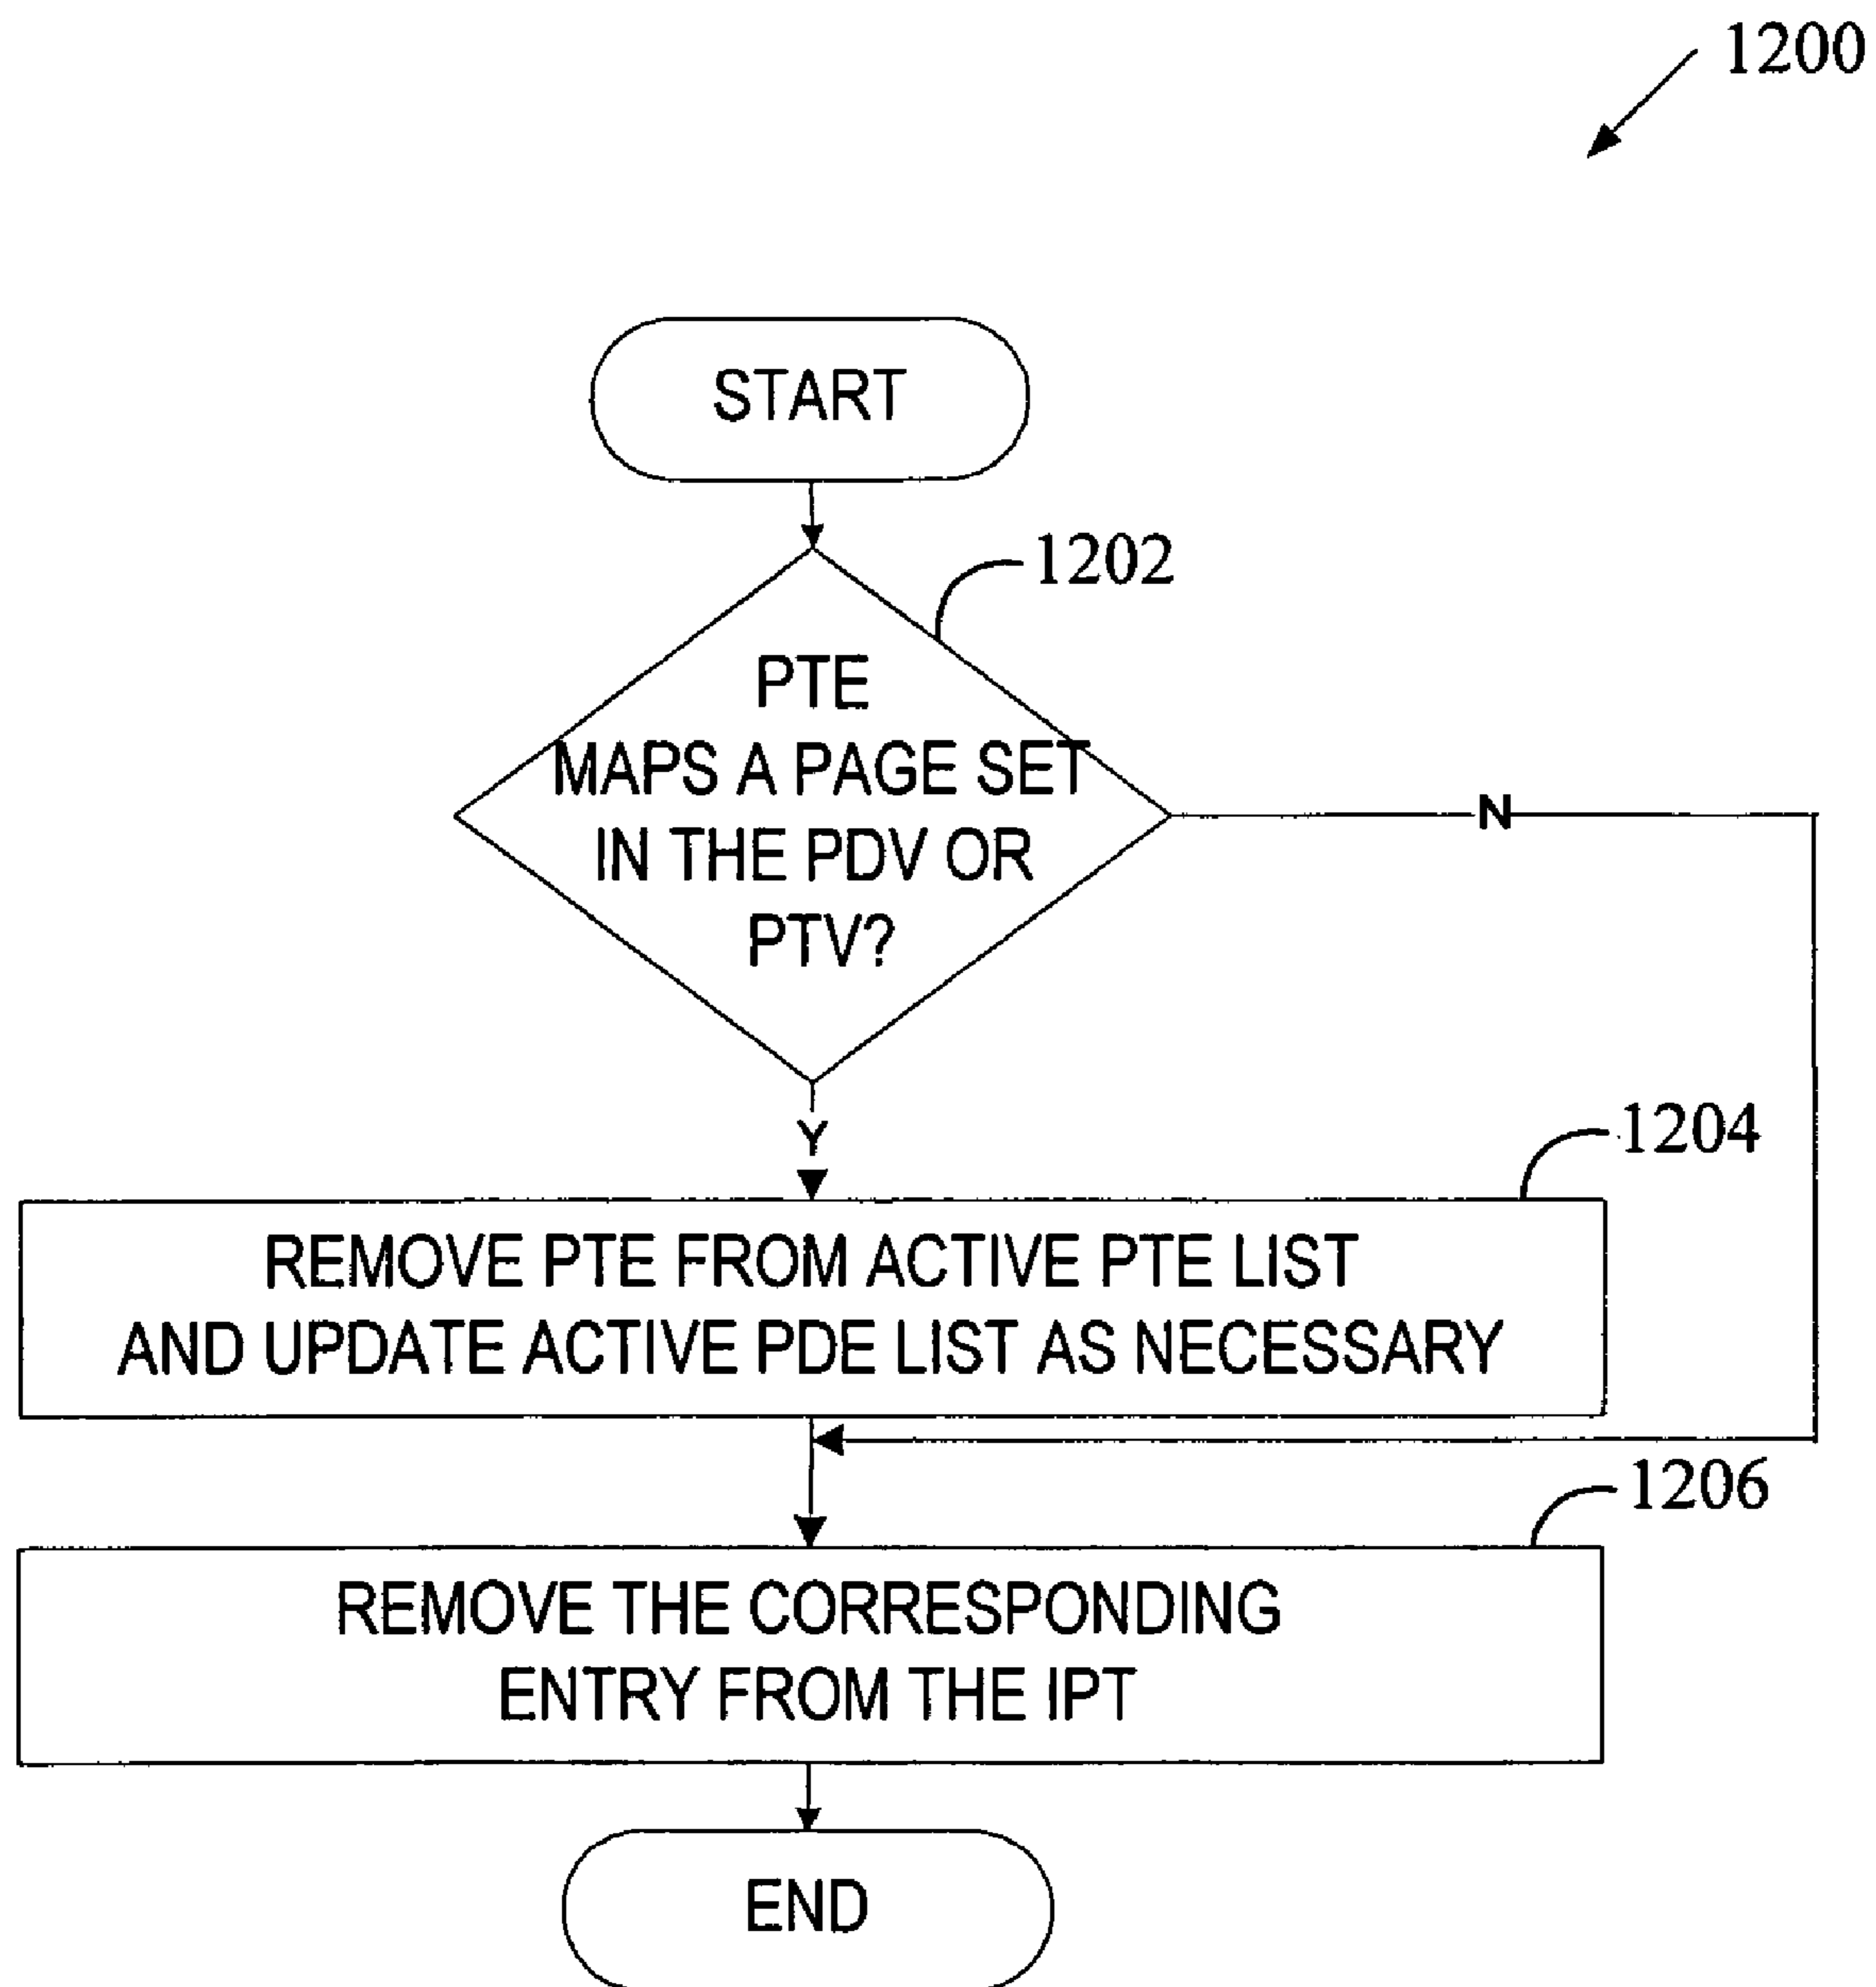 1200
START
1202
PTE
MAPS A PAGE SET
IN THE PDV OR
PTV?
N
Y
1204
REMOVE PTE FROM ACTIVE PTE LIST
AND UPDATE ACTIVE PDE LIST AS NECESSARY
1206
REMOVE THE CORRESPONDING
ENTRY FROM THE IPT
END